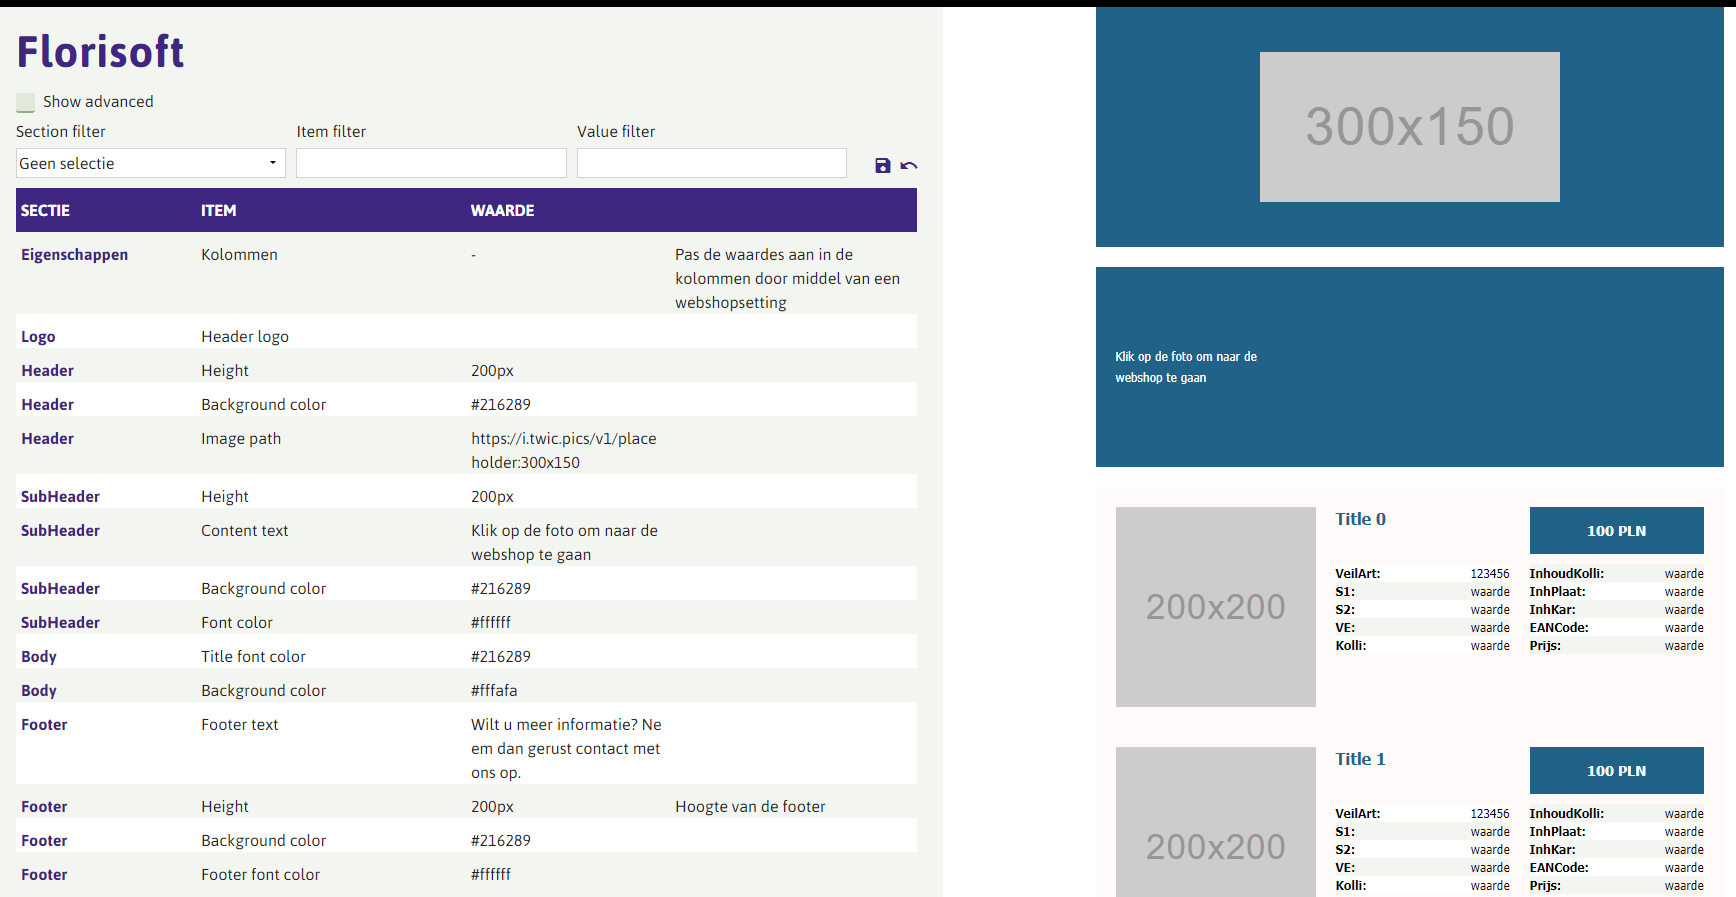 Florisoft
Show advanced
Section filter Item filter Value filter
Geen selectie
SECTIE ITEM WAARDE
Eigenschappen Kolommen - Pas de waardes aan in de
kolommen door middel van een
webshopsetting
Logo Header logo
Header Height 200px
Header Background color #216289
Header Image path https://i.twic.pics/v1/place
holder:300x150
SubHeader Height 200px
SubHeader Content text Klik op de foto om naar de
webshop te gaan
SubHeader Background color #216289
SubHeader Font color #ffffff
Body Title font color #216289
Body Background color #fffafa
Footer Footer text Wilt u meer informatie? Ne
em dan gerust contact met
ons op.
Footer Height 200px Hoogte van de footer
Footer Background color #216289
Footer Footer font color #ffffff
300x150
Klik op de foto om naar de
webshop te gaan
200x200
Title 0 100 PLN
VeilArt: 123456 InhoudKolli: waarde
S1: waarde InhPlaat: waarde
S2: waarde InhKar: waarde
VE: waarde EANCode: waarde
Kolli: waarde Prijs: waarde
200x200
Title 1 100 PLN
VeilArt: 123456 InhoudKolli: waarde
S1: waarde InhPlaat: waarde
S2: waarde InhKar: waarde
VE: waarde EANCode: waarde
Kolli: waarde Prijs: waarde